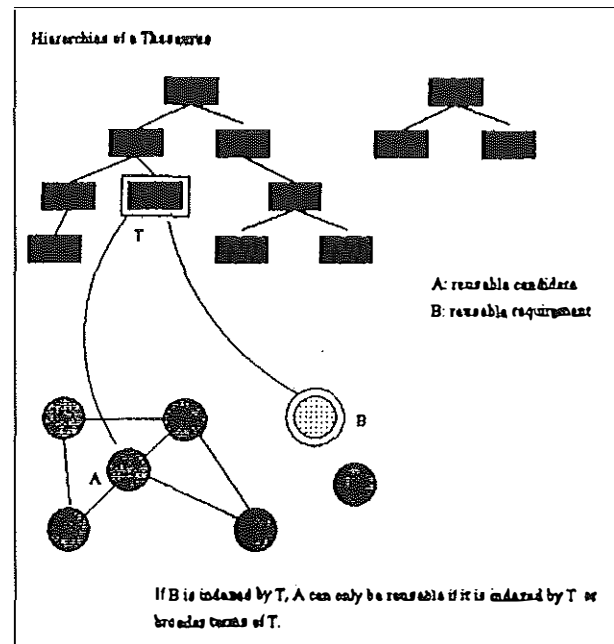 Hierarchies of a Thesaurus
T
A: reusable candidate
B: reusable requirement
B
A
If B is indexed by T, A can only be reusable if it is indexed by T or
broader terms of T.